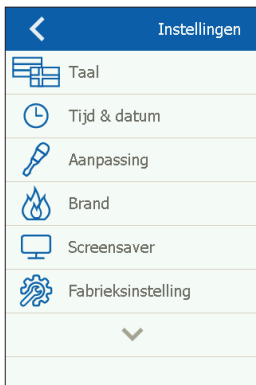 Instellingen
Taal
Tijd & datum
Aanpassing
Brand
Screensaver
Fabrieksinstelling